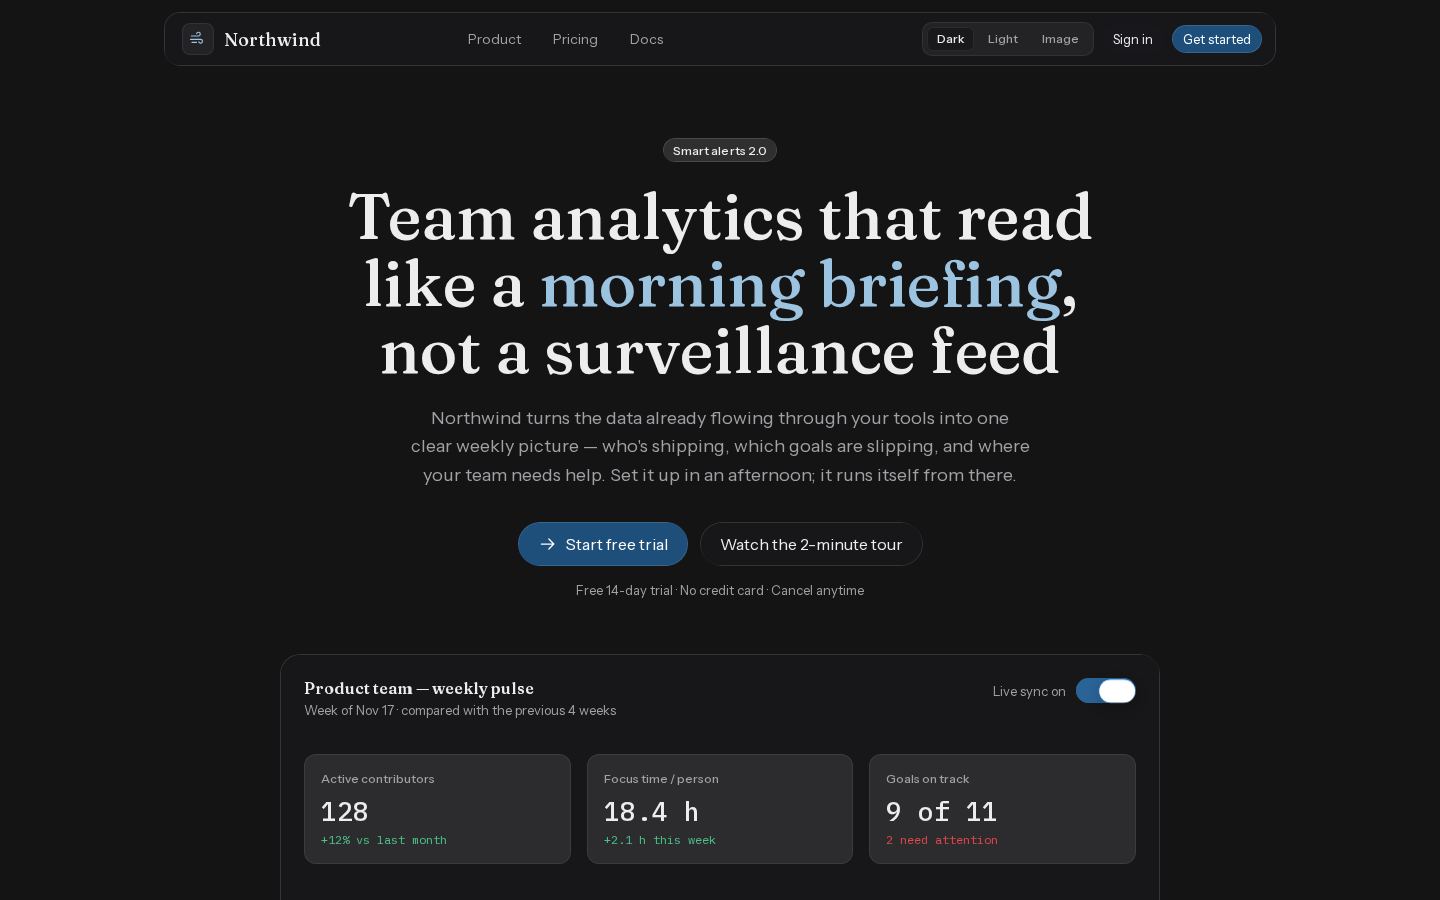 Northwind
Product Pricing Docs
Dark Light Image Sign in Get started
Smart alerts 2.0
Team analytics that read
like a morning briefing,
not a surveillance feed
Northwind turns the data already flowing through your tools into one
clear weekly picture — who's shipping, which goals are slipping, and where
your team needs help. Set it up in an afternoon; it runs itself from there.
Start free trial Watch the 2-minute tour
Free 14-day trial · No credit card · Cancel anytime
Product team — weekly pulse
Week of Nov 17 · compared with the previous 4 weeks
Live sync on
Active contributors
128
+12% vs last month
Focus time / person
18.4 h
+2.1 h this week
Goals on track
9 of 11
2 need attention